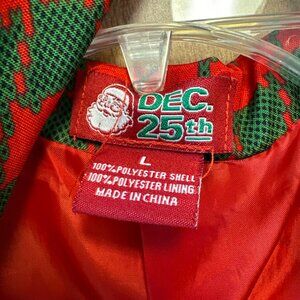 DEC.
25th
L
100% POLYESTER SHELL
100% POLYESTER LINING
MADE IN CHINA